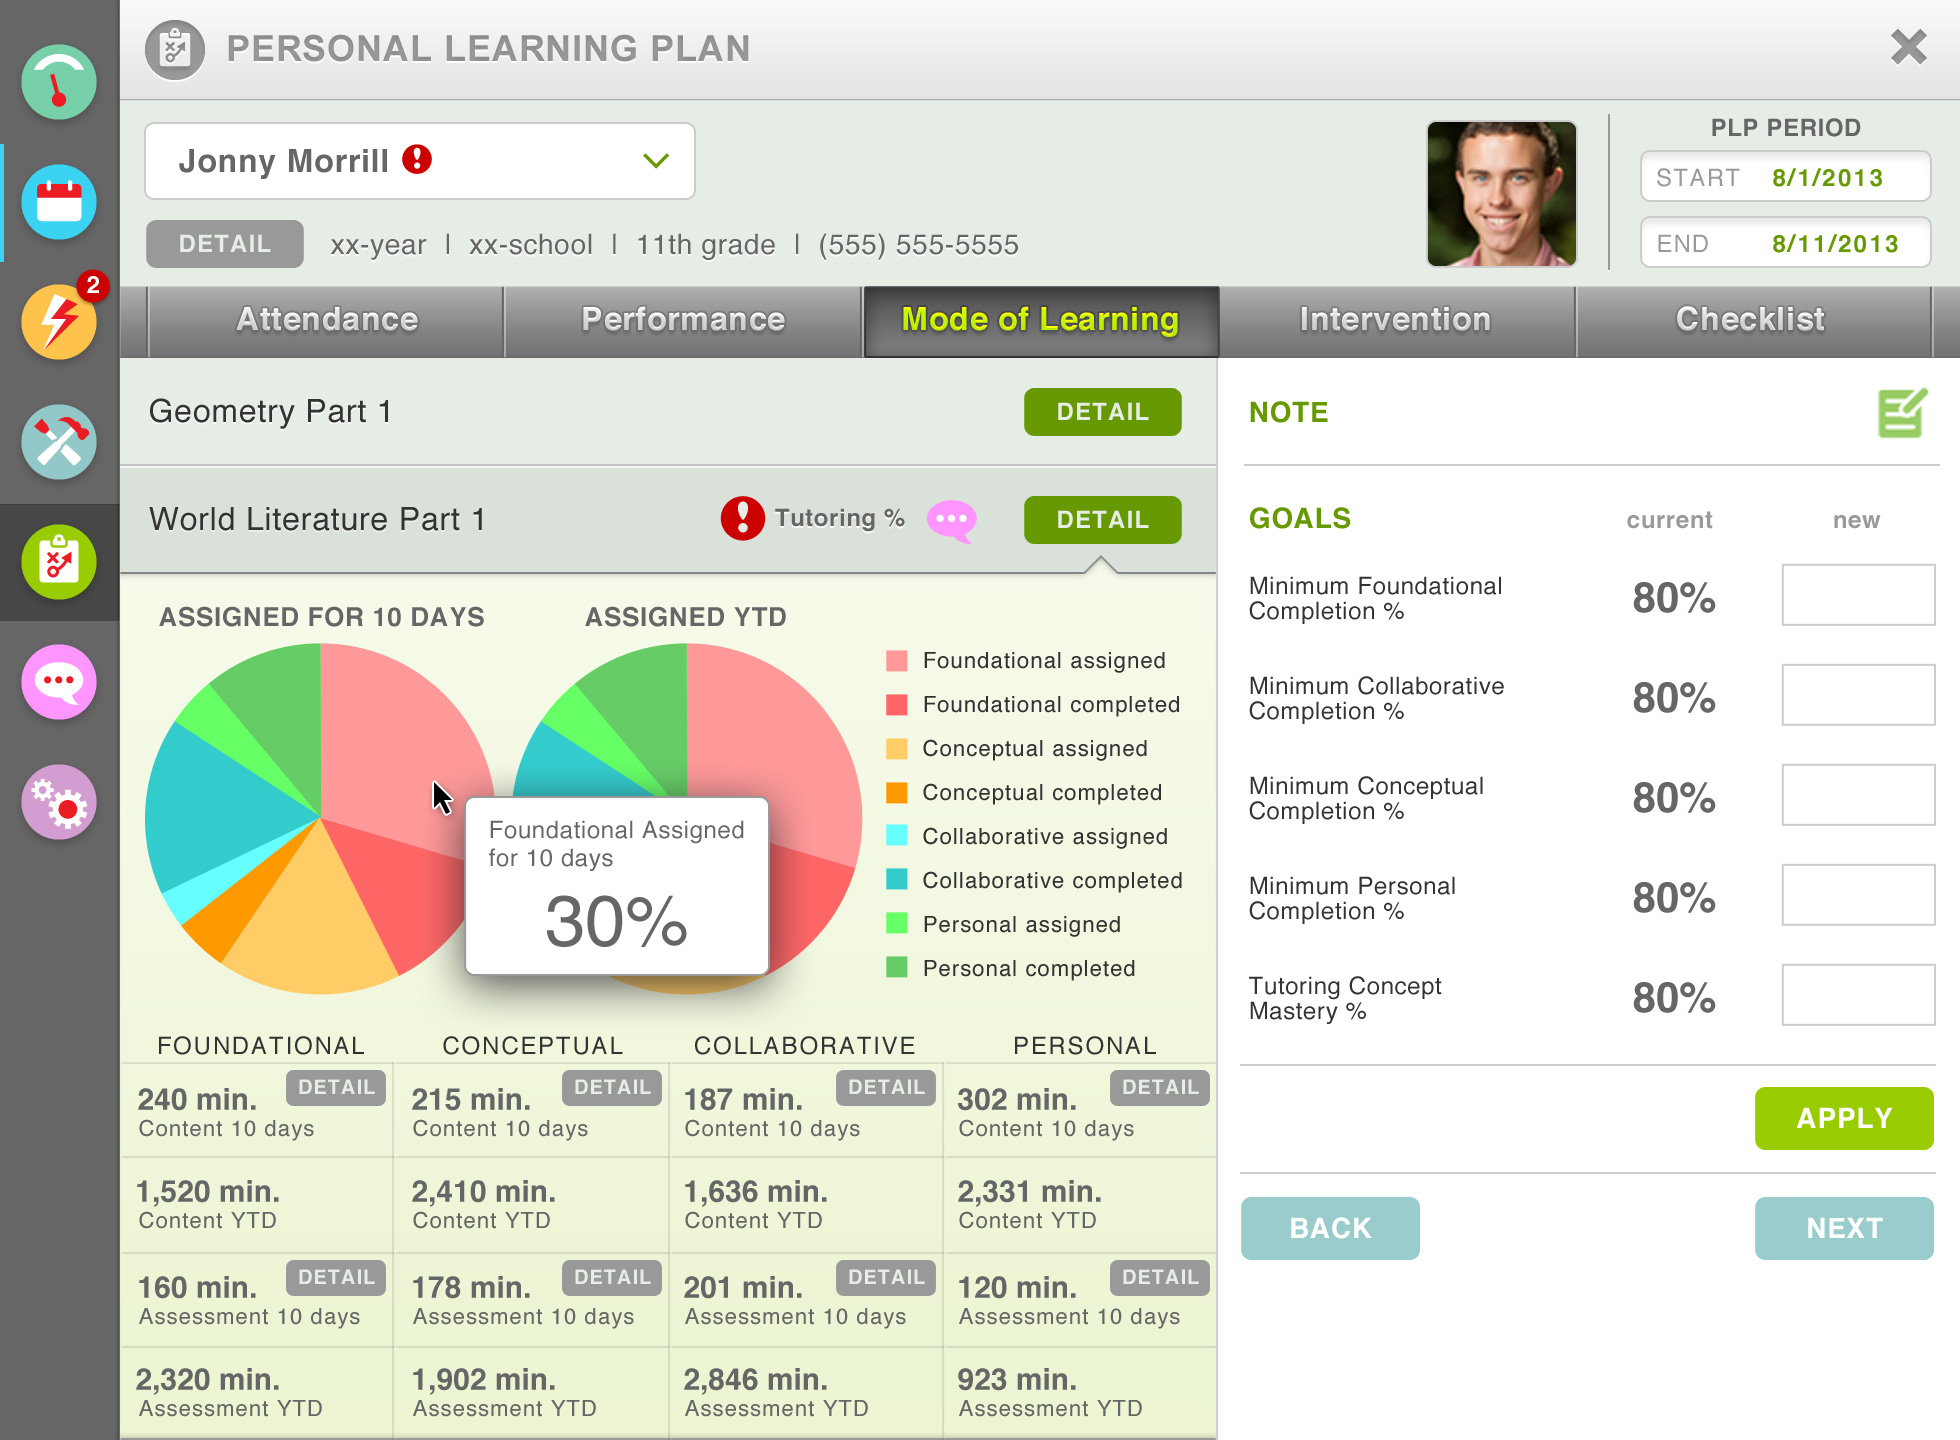 PERSONAL LEARNING PLAN
Jonny Morrill
PLP PERIOD
START 8/1/2013
END 8/11/2013
DETAIL xx-year | xx-school | 11th grade | (555) 555-5555
2
Attendance Performance Mode of Learning Intervention Checklist
Geometry Part 1 DETAIL
World Literature Part 1 Tutoring % DETAIL
ASSIGNED FOR 10 DAYS ASSIGNED YTD
Foundational assigned
Foundational completed
Conceptual assigned
Conceptual completed
Collaborative assigned
Collaborative completed
Personal assigned
Personal completed
Foundational Assigned
for 10 days
30%
FOUNDATIONAL CONCEPTUAL COLLABORATIVE PERSONAL
240 min. DETAIL 215 min. DETAIL 187 min. DETAIL 302 min. DETAIL
Content 10 days Content 10 days Content 10 days Content 10 days
1,520 min. 2,410 min. 1,636 min. 2,331 min.
Content YTD Content YTD Content YTD Content YTD
160 min. DETAIL 178 min. DETAIL 201 min. DETAIL 120 min. DETAIL
Assessment 10 days Assessment 10 days Assessment 10 days Assessment 10 days
2,320 min. 1,902 min. 2,846 min. 923 min.
Assessment YTD Assessment YTD Assessment YTD Assessment YTD
NOTE
GOALS current new
Minimum Foundational
Completion % 80%
Minimum Collaborative
Completion % 80%
Minimum Conceptual
Completion % 80%
Minimum Personal
Completion % 80%
Tutoring Concept
Mastery % 80%
APPLY
BACK NEXT